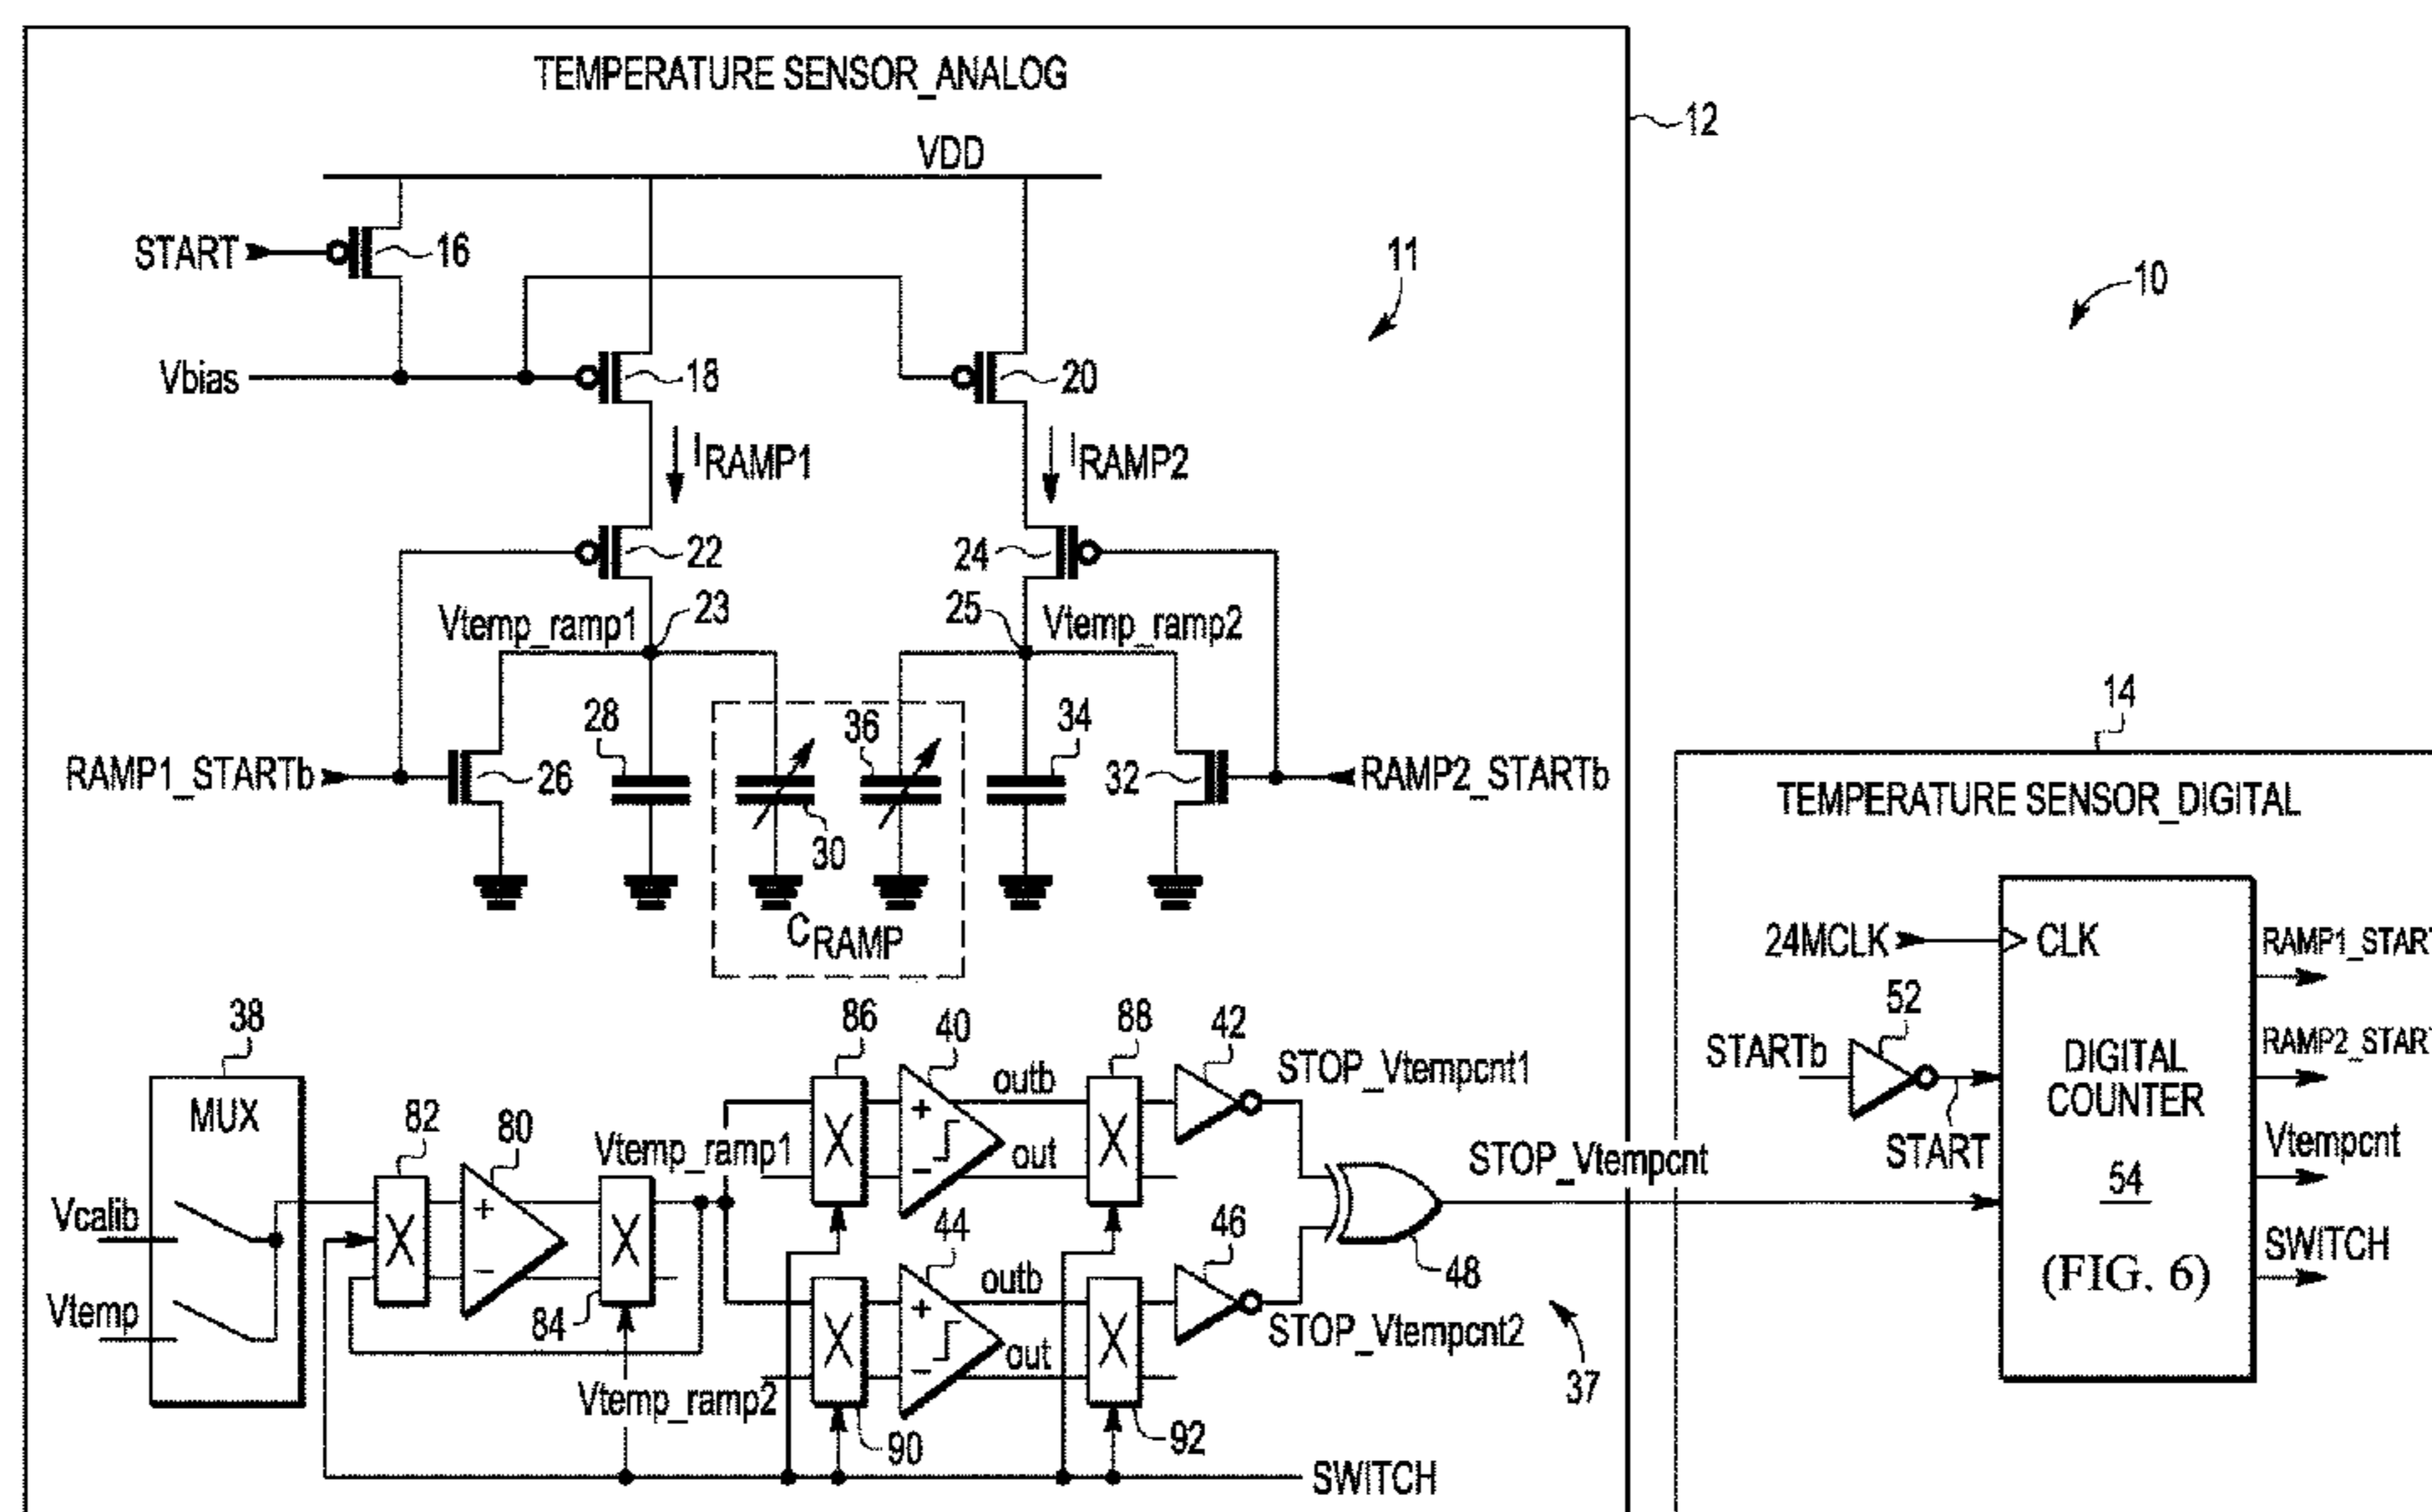 TEMPERATURE SENSOR_ANALOG
12
VDD
START
16
11
10
Vbias
18
20
IRAMP1
IRAMP2
22
24
Vtemp_ramp1
23
25
Vtemp_ramp2
14
28
36
34
RAMP1_STARTb
26
30
32
RAMP2_STARTb
TEMPERATURE SENSOR_DIGITAL
CRAMP
24MCLK
CLK
RAMP1_START
38
86
40
88
42
52
MUX
82
80
outb
STOP_Vtempcnt1
STARTb
DIGITAL
COUNTER
RAMP2_START
Vtemp_ramp1
out
STOP_Vtempcnt
START
54
Vtempcnt
Vcalib
+
−
X
X
X
+
−
X
44
46
48
(FIG. 6)
SWITCH
Vtemp
84
outb
X
+
−
X
out
STOP_Vtempcnt2
37
Vtemp_ramp2
90
92
SWITCH